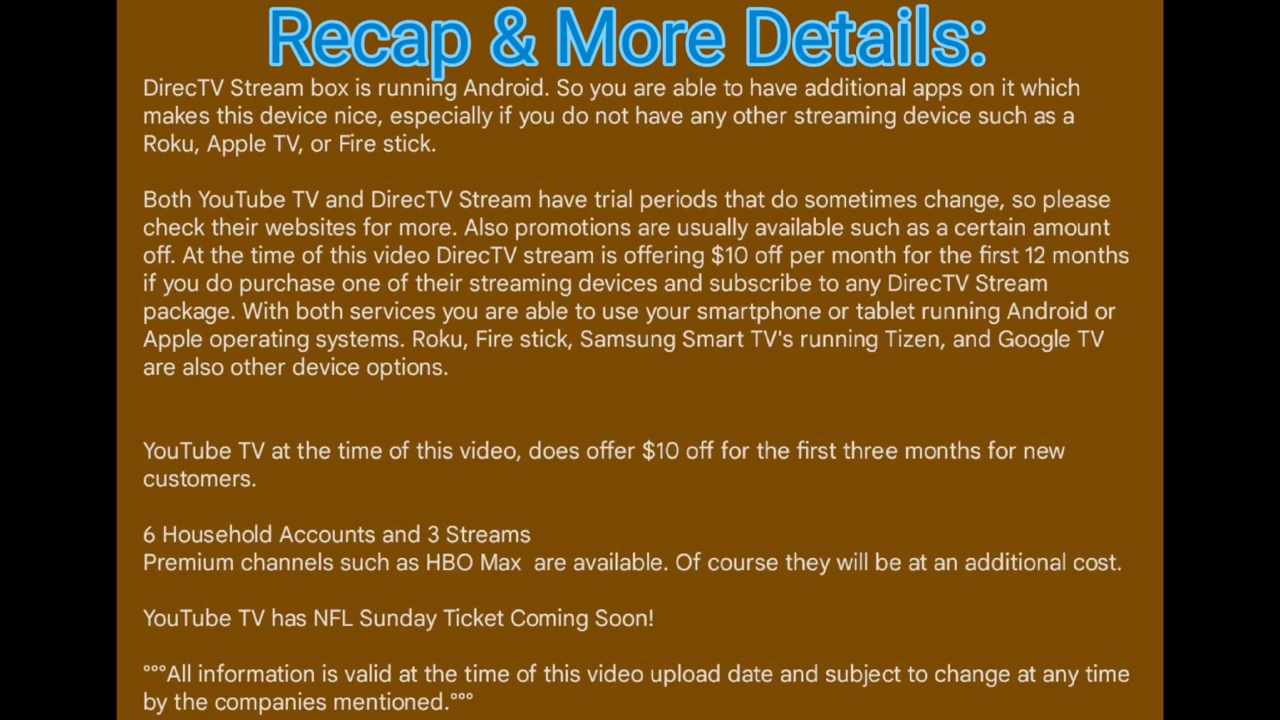 Recap & More Details:
DirecTV Stream box is running Android. So you are able to have additional apps on it which
makes this device nice, especially if you do not have any other streaming device such as a
Roku, Apple TV, or Fire stick.
Both YouTube TV and DirecTV Stream have trial periods that do sometimes change, so please
check their websites for more. Also promotions are usually available such as a certain amount
off. At the time of this video DirecTV stream is offering $10 off per month for the first 12 months
if you do purchase one of their streaming devices and subscribe to any DirecTV Stream
package. With both services you are able to use your smartphone or tablet running Android or
Apple operating systems. Roku, Fire stick, Samsung Smart TV's running Tizen, and Google TV
are also other device options.
YouTube TV at the time of this video, does offer $10 off for the first three months for new
customers.
6 Household Accounts and 3 Streams
Premium channels such as HBO Max  are available. Of course they will be at an additional cost.
YouTube TV has NFL Sunday Ticket Coming Soon!
°°°All information is valid at the time of this video upload date and subject to change at any time
by the companies mentioned.°°°